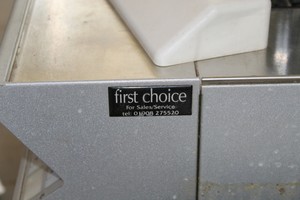 first choice
For Sales/Service:
tel: 01908 275520